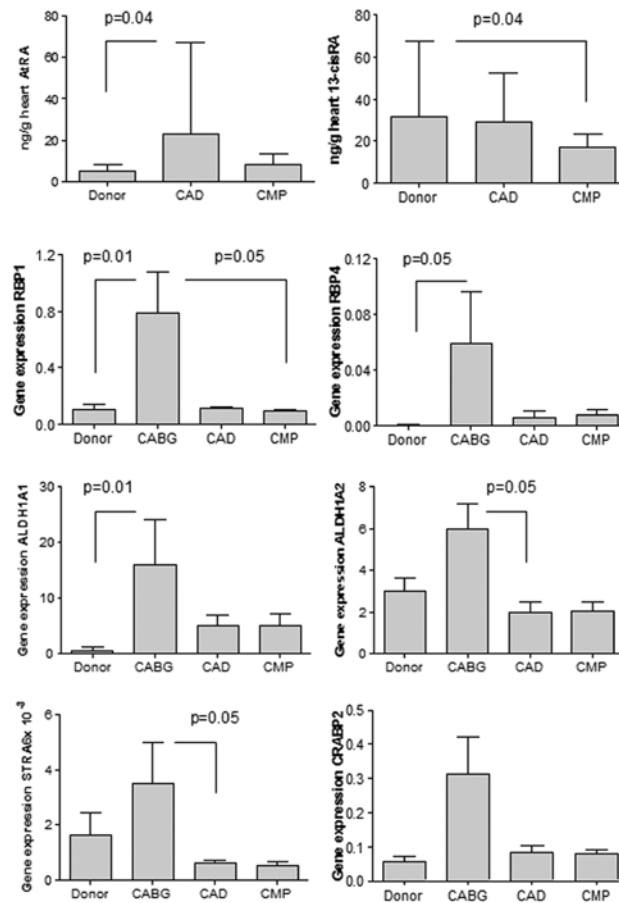 p=0.04
ng/g heart AtRA
80
60
40
20
0
Donor CAD CMP
p=0.04
ng/g heart 13-cisRA
80
60
40
20
0
Donor CAD CMP
p=0.01 p=0.05
Gene expression RBP1
1.2
0.8
0.4
0.0
Donor CABG CAD CMP
p=0.05
Gene expression RBP4
0.12
0.08
0.04
0.00
Donor CABG CAD CMP
p=0.01
Gene expression ALDH1A1
30
20
10
0
Donor CABG CAD CMP
p=0.05
Gene expression ALDH1A2
8
6
4
2
0
Donor CABG CAD CMP
p=0.05
Gene expression STRA6x 10⁻³
6
4
2
0
Donor CABG CAD CMP
Gene expression CRABP2
0.5
0.4
0.3
0.2
0.1
0.0
Donor CABG CAD CMP